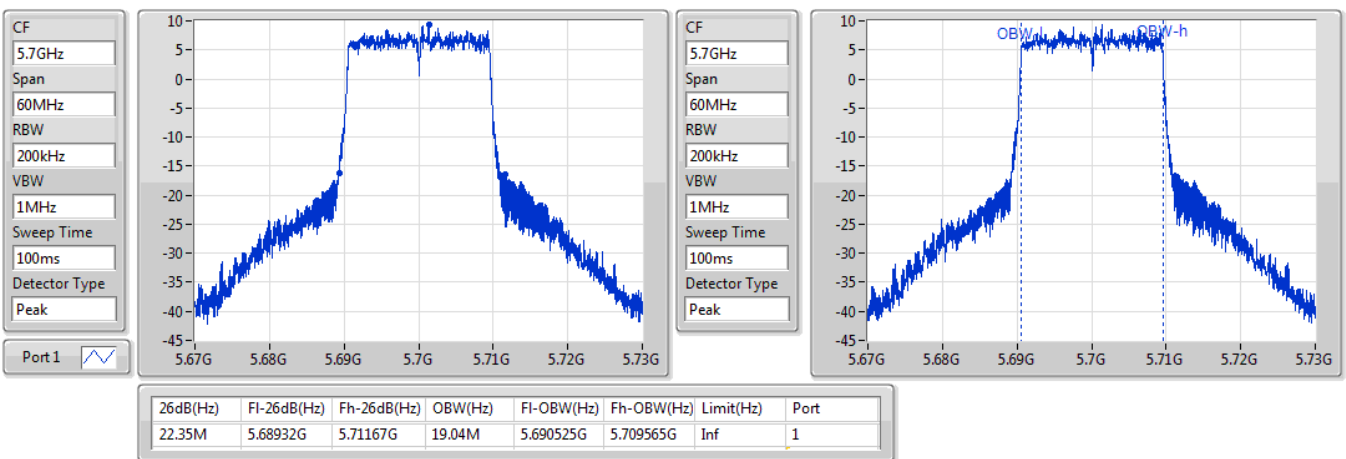 CF
5.7GHz
Span
60MHz
RBW
200kHz
VBW
1MHz
Sweep Time
100ms
Detector Type
Peak
Port 1
10
5
0
-5
-10
-15
-20
-25
-30
-35
-40
-45
5.67G 5.68G 5.69G 5.7G 5.71G 5.72G 5.73G
CF
5.7GHz
Span
60MHz
RBW
200kHz
VBW
1MHz
Sweep Time
100ms
Detector Type
Peak
10
5
0
-5
-10
-15
-20
-25
-30
-35
-40
-45
OBW OBW-h
5.67G 5.68G 5.69G 5.7G 5.71G 5.72G 5.73G
26dB(Hz) Fl-26dB(Hz) Fh-26dB(Hz) OBW(Hz) Fl-OBW(Hz) Fh-OBW(Hz) Limit(Hz) Port
22.35M 5.68932G 5.71167G 19.04M 5.690525G 5.709565G Inf 1